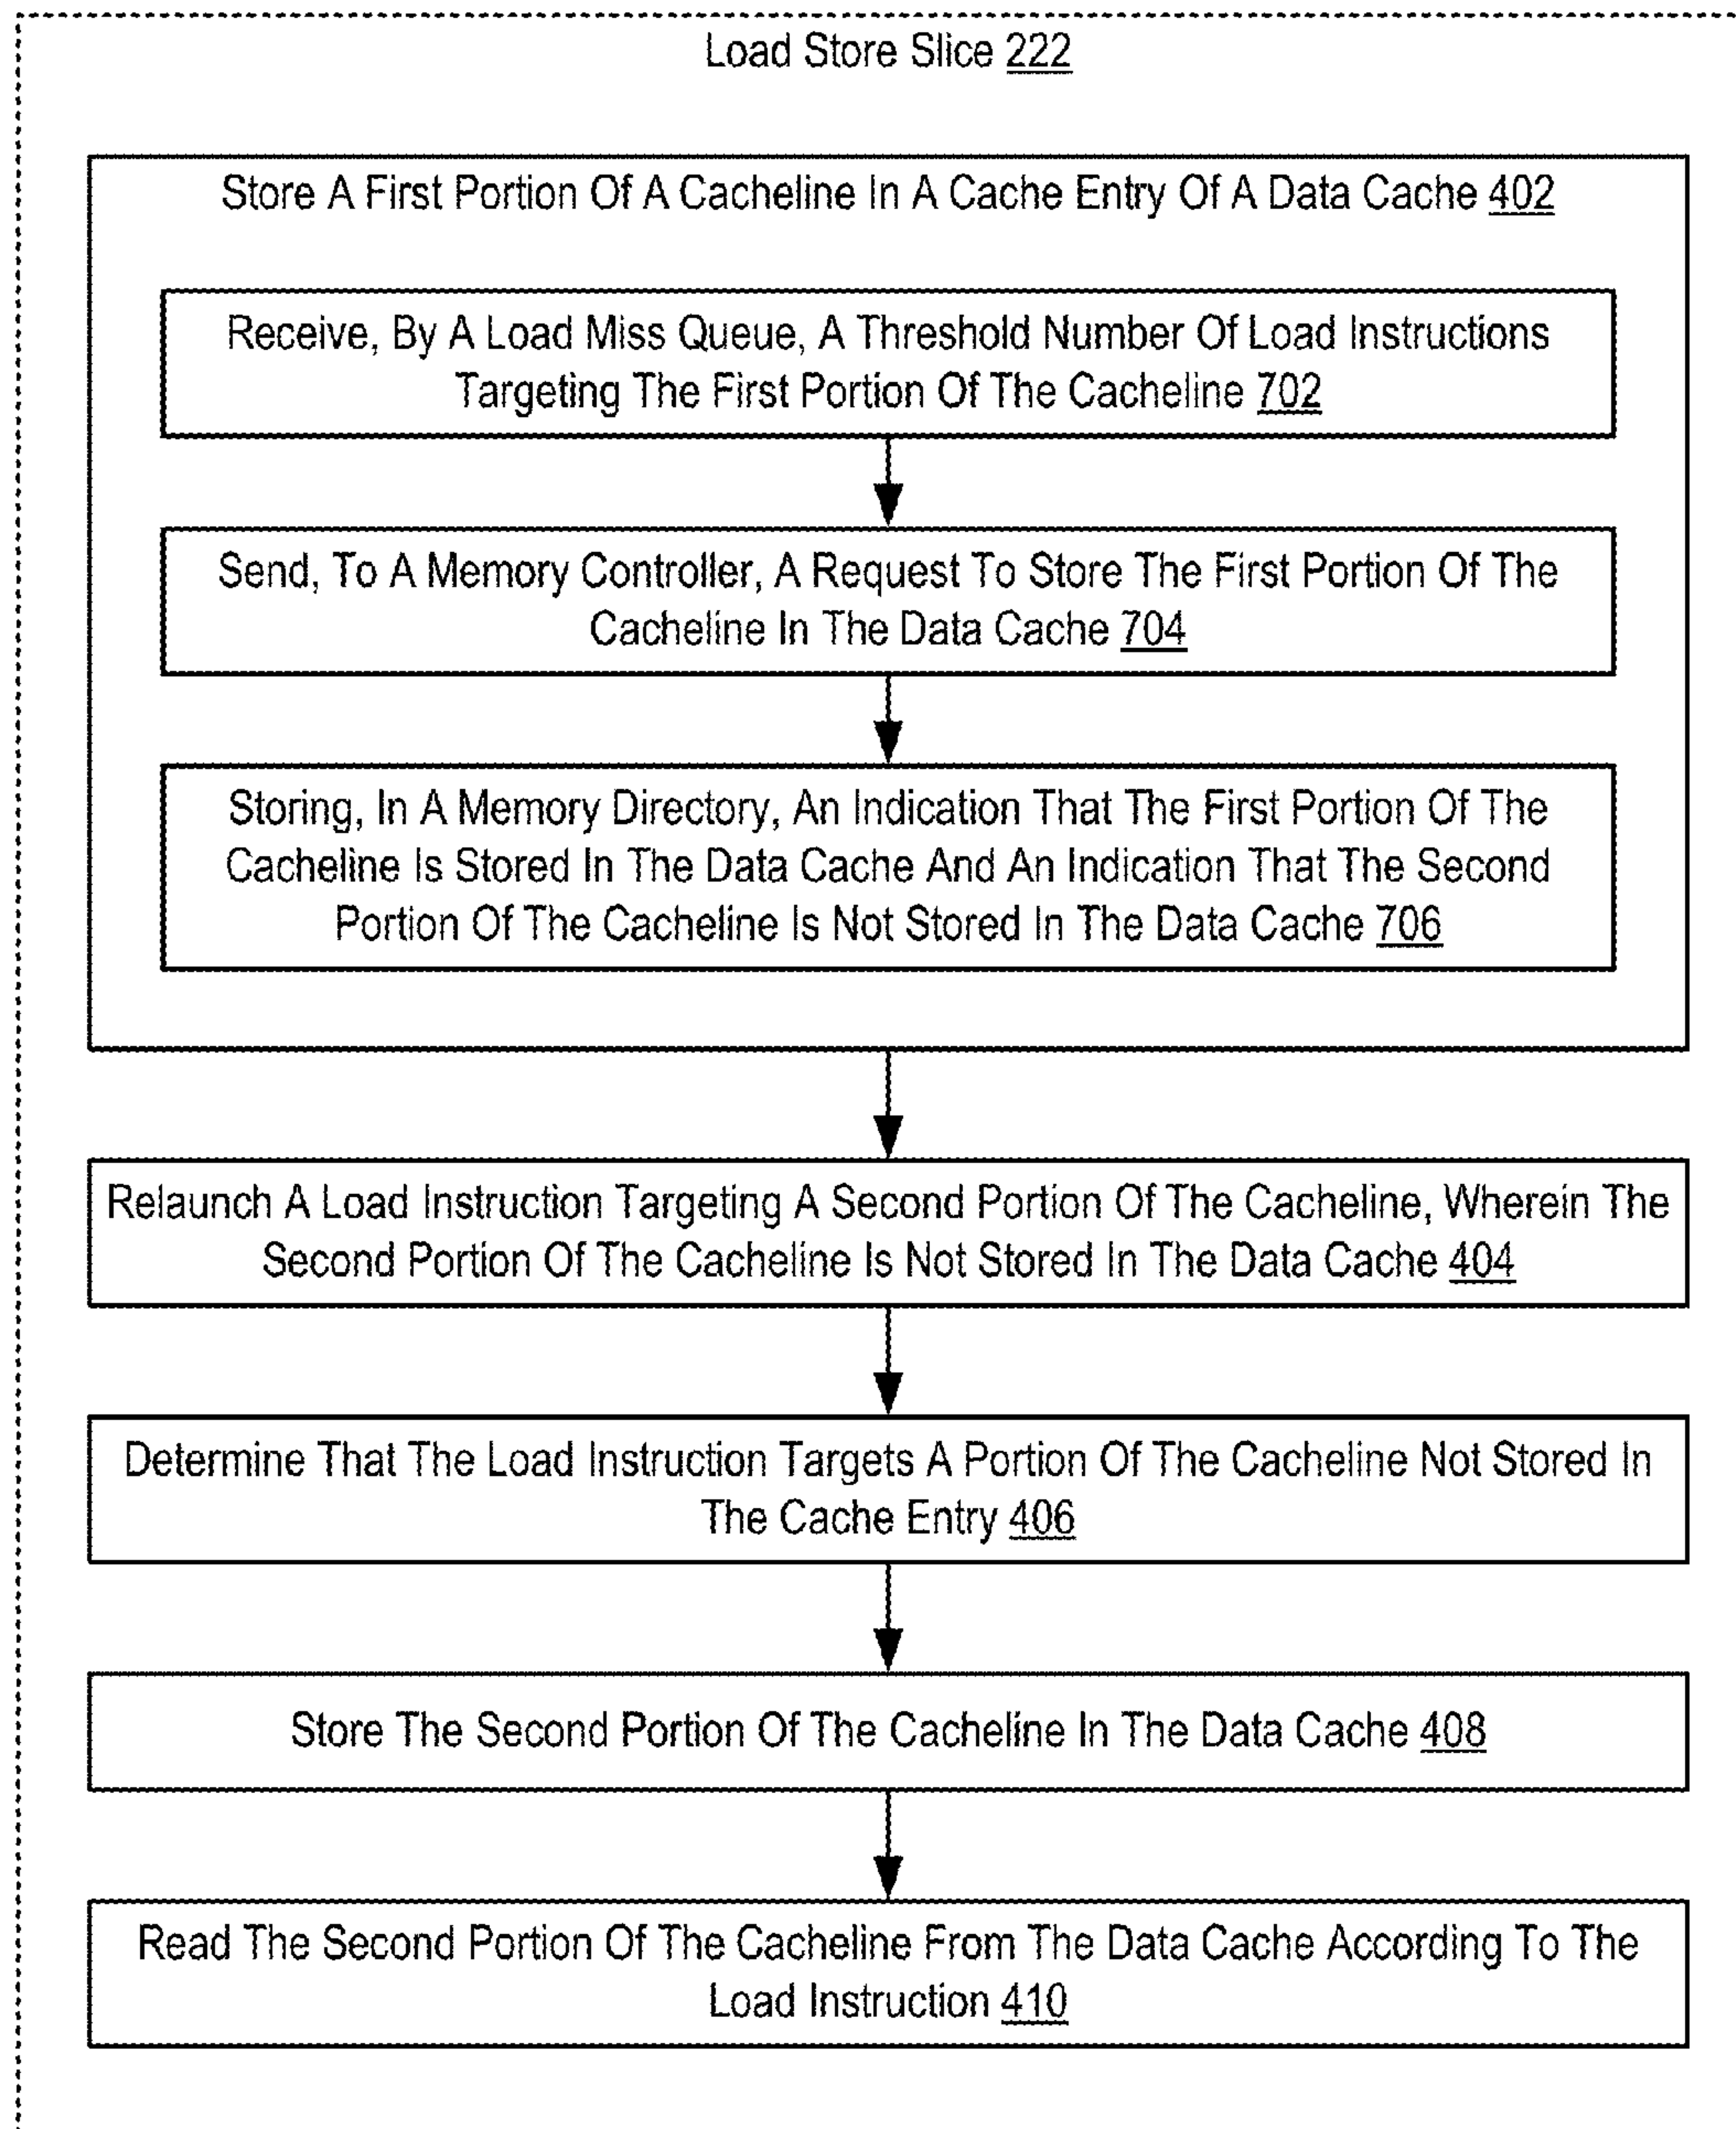 Load Store Slice 222
Store A First Portion Of A Cacheline In A Cache Entry Of A Data Cache 402
Receive, By A Load Miss Queue, A Threshold Number Of Load Instructions
Targeting The First Portion Of The Cacheline 702
Send, To A Memory Controller, A Request To Store The First Portion Of The
Cacheline In The Data Cache 704
Storing, In A Memory Directory, An Indication That The First Portion Of The
Cacheline Is Stored In The Data Cache And An Indication That The Second
Portion Of The Cacheline Is Not Stored In The Data Cache 706
Relaunch A Load Instruction Targeting A Second Portion Of The Cacheline, Wherein The
Second Portion Of The Cacheline Is Not Stored In The Data Cache 404
Determine That The Load Instruction Targets A Portion Of The Cacheline Not Stored In
The Cache Entry 406
Store The Second Portion Of The Cacheline In The Data Cache 408
Read The Second Portion Of The Cacheline From The Data Cache According To The
Load Instruction 410